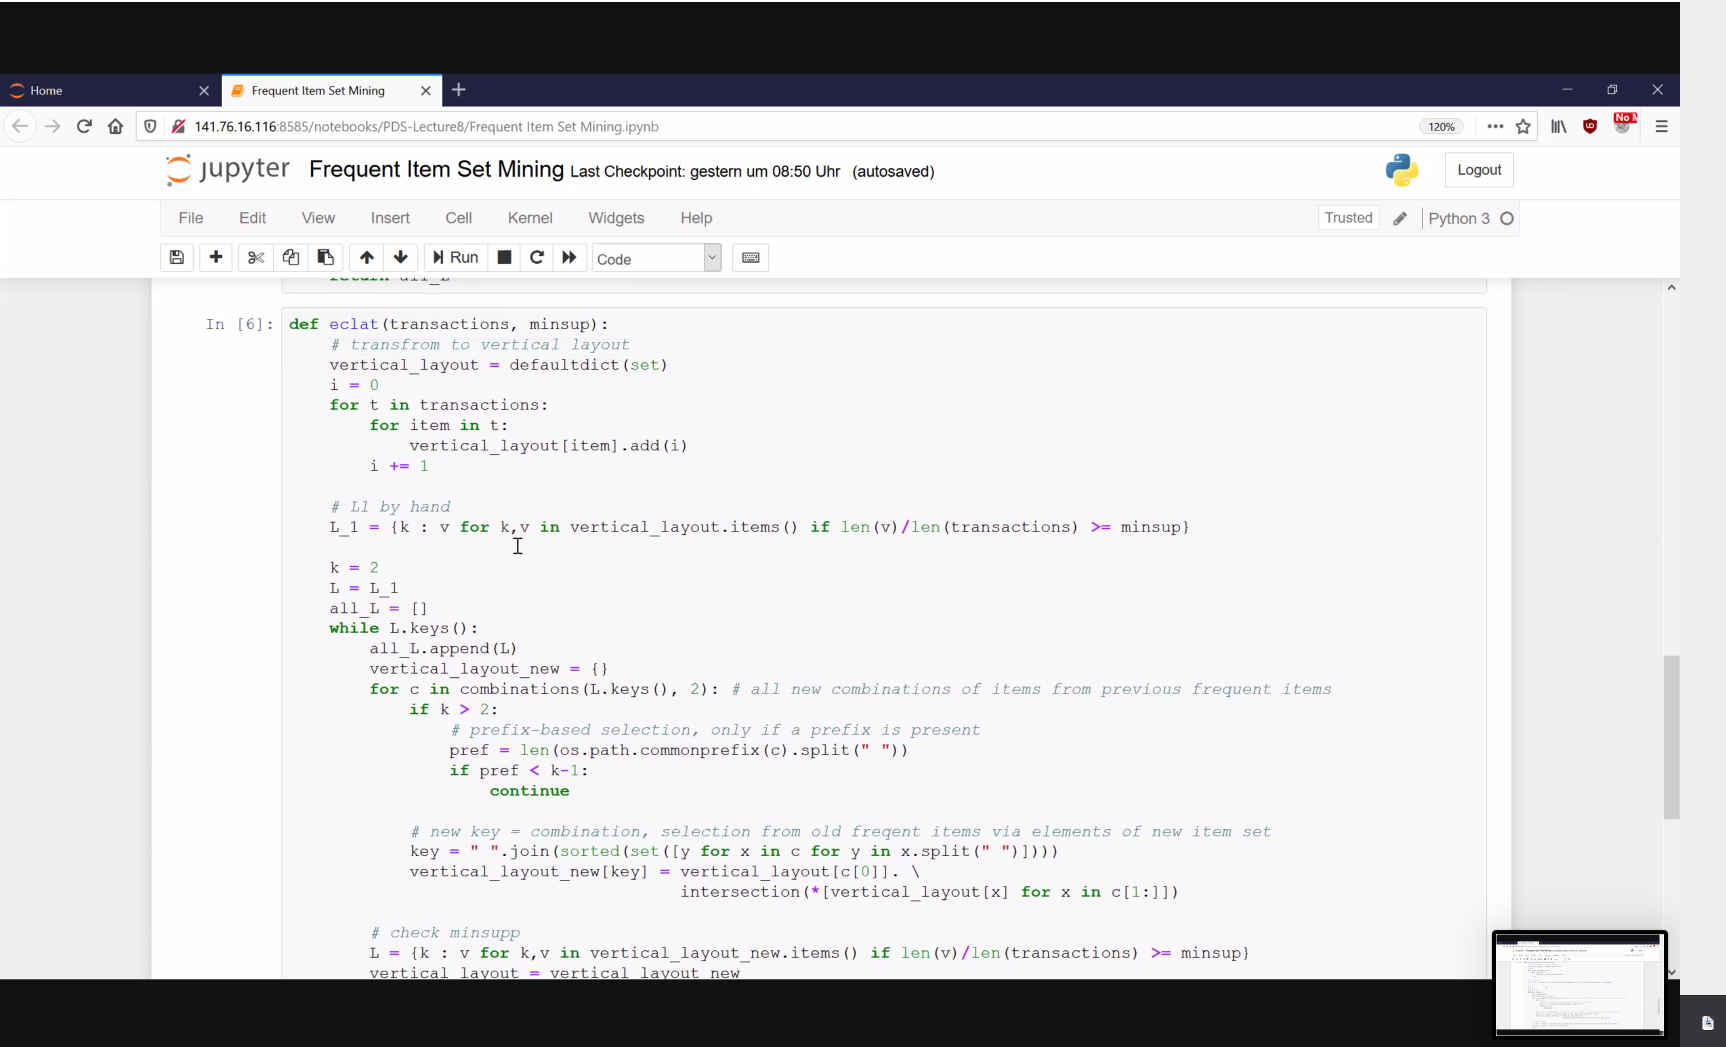 Home
Frequent Item Set Mining
141.76.16.116:8585/notebooks/PDS-Lecture8/Frequent Item Set Mining.ipynb
120%
jupyter Frequent Item Set Mining Last Checkpoint: gestern um 08:50 Uhr (autosaved)
Logout
File Edit View Insert Cell Kernel Widgets Help
Trusted
Python 3
Run
Code
return all_L
In [6]: def eclat(transactions, minsup):
# transfrom to vertical layout
vertical_layout = defaultdict(set)
i = 0
for t in transactions:
for item in t:
vertical_layout[item].add(i)
i += 1
# L1 by hand
L_1 = {k : v for k,v in vertical_layout.items() if len(v)/len(transactions) >= minsup}
k = 2
L = L_1
all_L = []
while L.keys():
all_L.append(L)
vertical_layout_new = {}
for c in combinations(L.keys(), 2): # all new combinations of items from previous frequent items
if k > 2:
# prefix-based selection, only if a prefix is present
pref = len(os.path.commonprefix(c).split(" "))
if pref < k-1:
continue
# new key = combination, selection from old freqent items via elements of new item set
key = " ".join(sorted(set([y for x in c for y in x.split(" ")])))
vertical_layout_new[key] = vertical_layout[c[0]]. \
intersection(*[vertical_layout[x] for x in c[1:]])
# check minsupp
L = {k : v for k,v in vertical_layout_new.items() if len(v)/len(transactions) >= minsup}
vertical_layout = vertical_layout_new